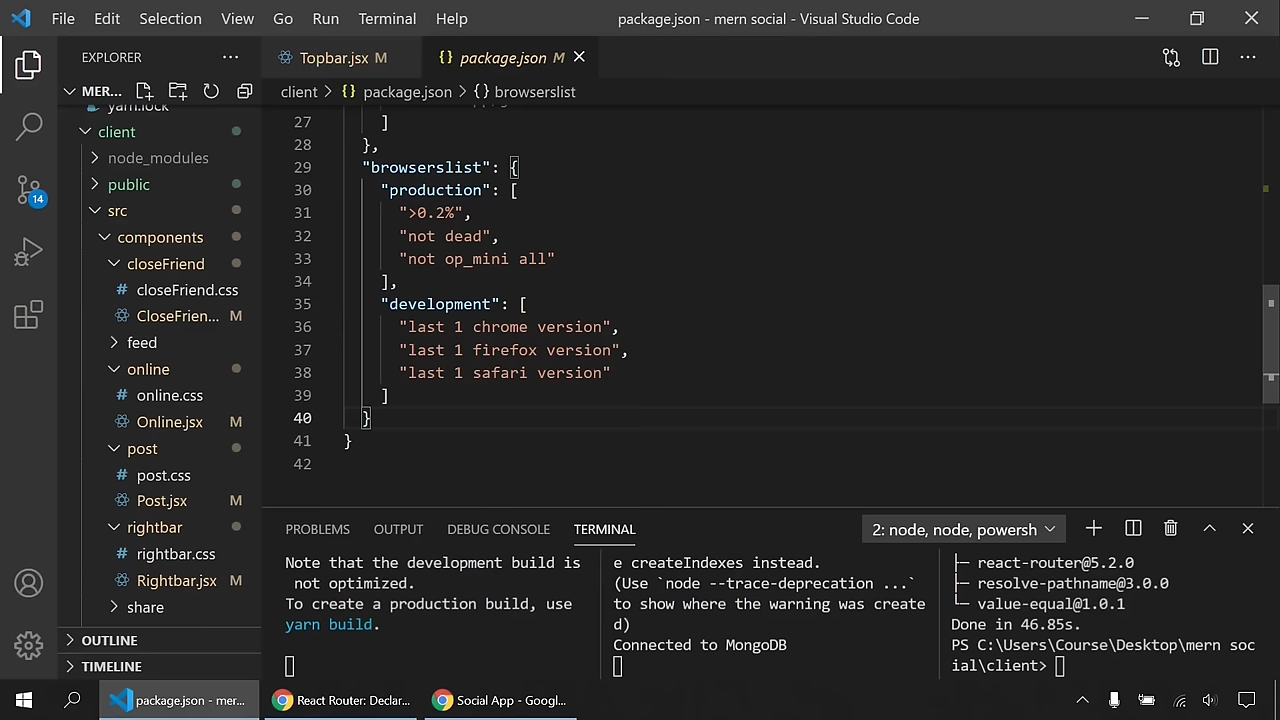 File Edit Selection View Go Run Terminal Help package.json - mern social - Visual Studio Code
EXPLORER
MER...
yarn.lock
client
node_modules
public
src
components
closeFriend
closeFriend.css
CloseFrien... M
feed
online
online.css
Online.jsx M
post
post.css
Post.jsx M
rightbar
rightbar.css
Rightbar.jsx M
share
OUTLINE
TIMELINE
14
Topbar.jsx M {} package.json M
client > {} package.json > {} browserslist
27 ]
28 },
29 "browserslist": {
30 "production": [
31 ">0.2%",
32 "not dead",
33 "not op_mini all"
34 ],
35 "development": [
36 "last 1 chrome version",
37 "last 1 firefox version",
38 "last 1 safari version"
39 ]
40 }
41 }
42
PROBLEMS OUTPUT DEBUG CONSOLE TERMINAL 2: node, node, powersh
Note that the development build is
not optimized.
To create a production build, use
yarn build.
e createIndexes instead.
(Use `node --trace-deprecation ...`
to show where the warning was create
d)
Connected to MongoDB
├─ react-router@5.2.0
├─ resolve-pathname@3.0.0
└─ value-equal@1.0.1
Done in 46.85s.
PS C:\Users\Course\Desktop\mern soc
ial\client>
package.json - mer... React Router: Declar... Social App - Googl...